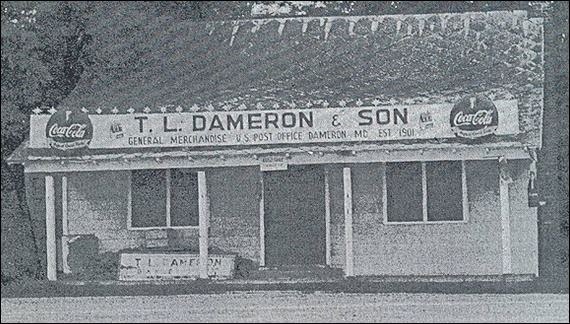 Coca-Cola T. L. DAMERON & SON Coca-Cola
GENERAL MERCHANDISE U.S. POST OFFICE DAMERON MD. EST. 1901
T. L. DAMERON